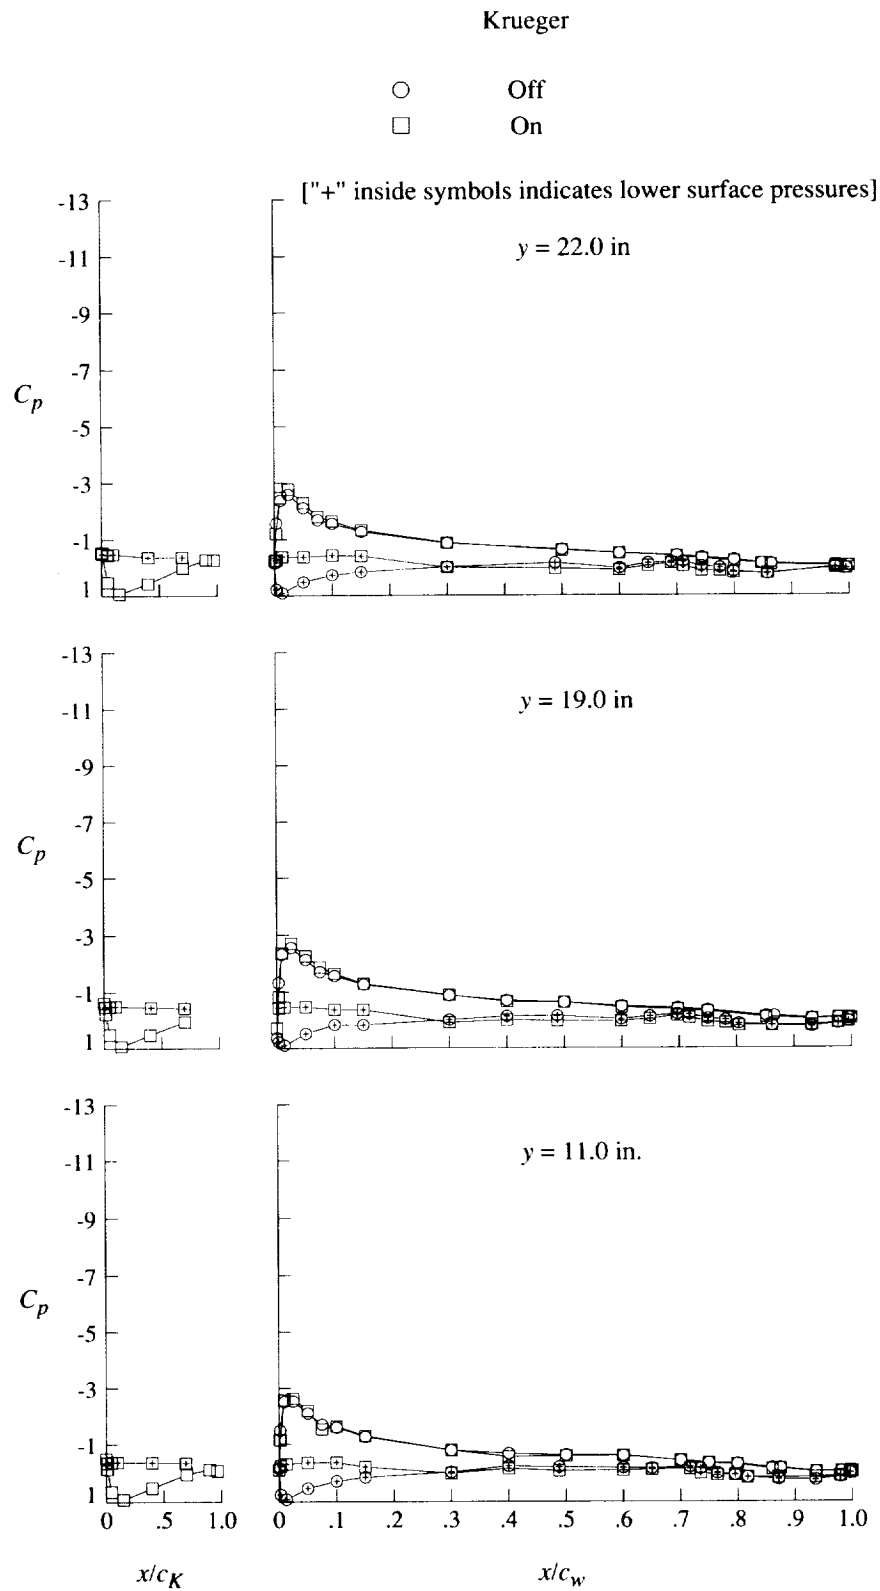 Krueger
Off
On
["+" inside symbols indicates lower surface pressures]
y = 22.0 in
-13
-11
-9
-7
-5
-3
-1
1
C_p
y = 19.0 in
-13
-11
-9
-7
-5
-3
-1
1
C_p
y = 11.0 in.
-13
-11
-9
-7
-5
-3
-1
1
C_p
0 1.0 0 .1 .2 .3 .4 .5 .6 .7 .8 .9 1.0
x/c_K x/c_w